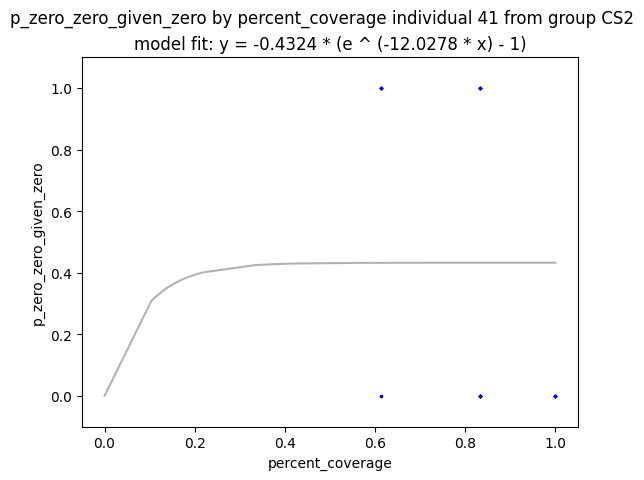 p_zero_zero_given_zero by percent_coverage individual 41 from group CS2
model fit: y = -0.4324 * (e ^ (-12.0278 * x) - 1)
1.0
0.8
0.6
0.4
0.2
0.0
p_zero_zero_given_zero
0.0 0.2 0.4 0.6 0.8 1.0
percent_coverage